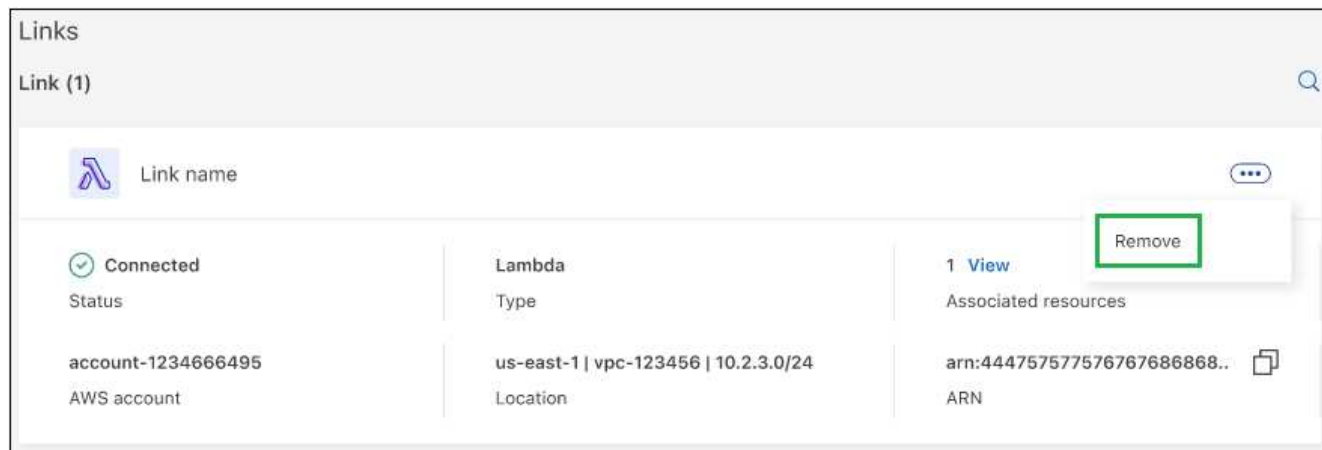 Links
Link (1)
Link name
Remove
Connected
Lambda
1 View
Status
Type
Associated resources
account-1234666495
us-east-1 | vpc-123456 | 10.2.3.0/24
arn:444757577576767686868..
AWS account
Location
ARN